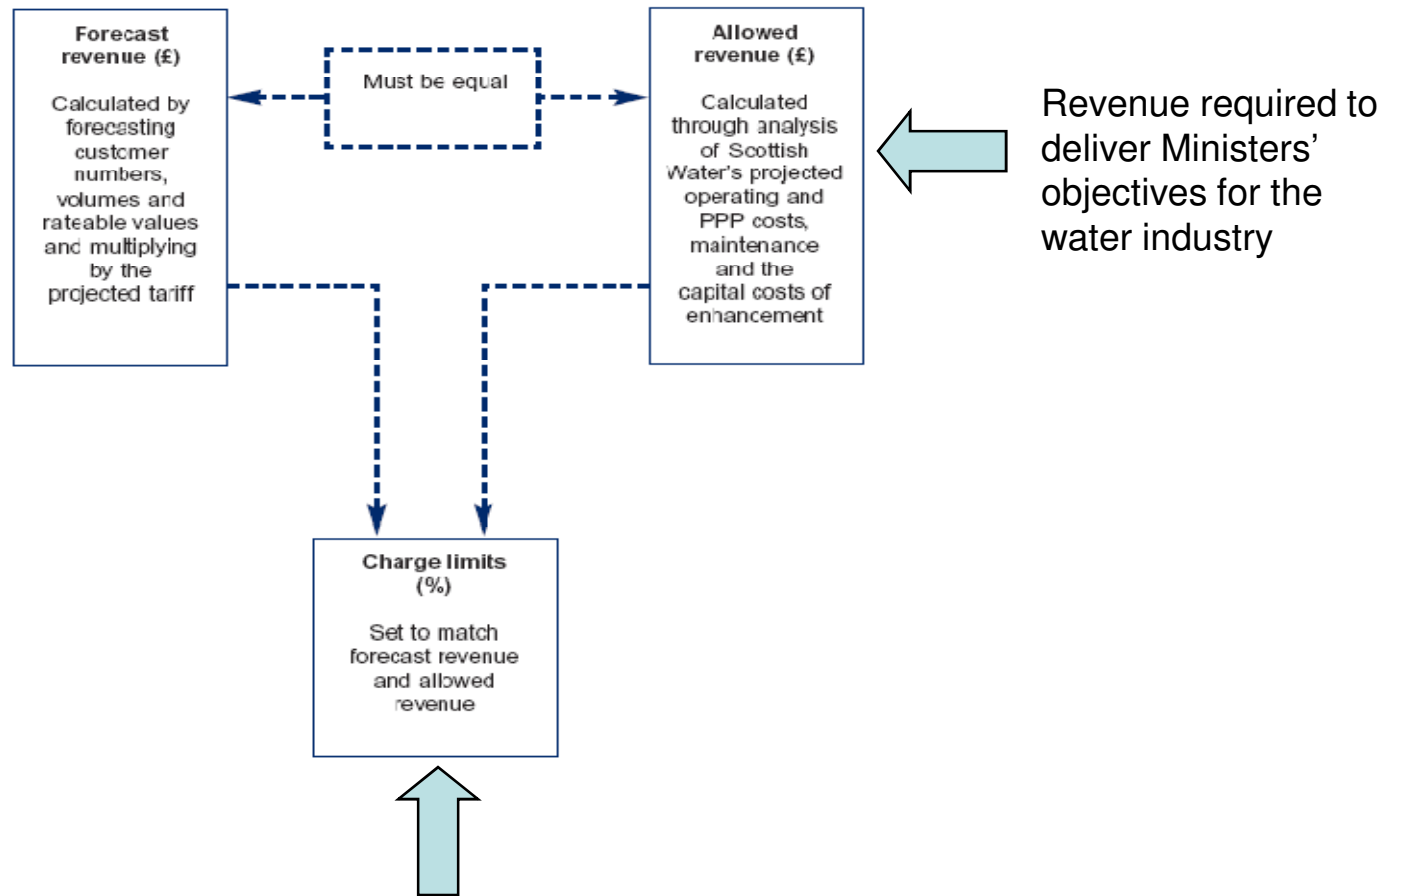 Forecast
revenue (£)
Calculated by
forecasting
customer
numbers,
volumes and
rateable values
and multiplying
by the
projected tariff
Must be equal
Allowed
revenue (£)
Calculated
through analysis
of Scottish
Water's projected
operating and
PPP costs,
maintenance
and the
capital costs of
enhancement
Revenue required to
deliver Ministers’
objectives for the
water industry
Charge limits
(%)
Set to match
forecast revenue
and allowed
revenue